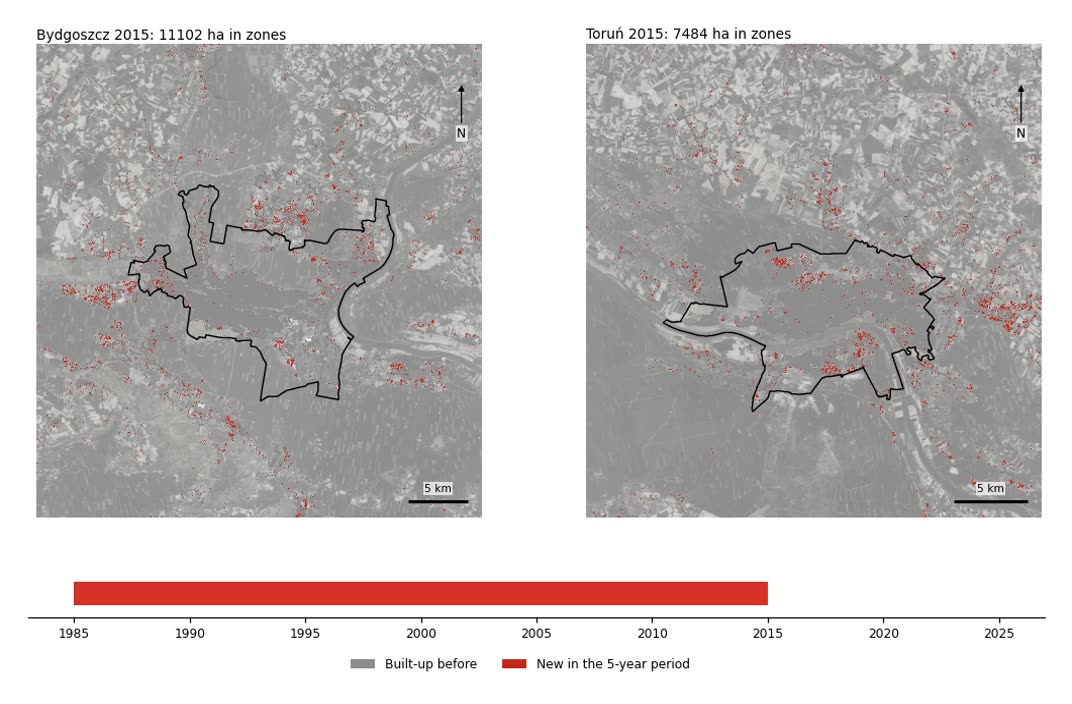 Bydgoszcz 2015: 11102 ha in zones
Toruń 2015: 7484 ha in zones
N
N
5 km
5 km
1985 1990 1995 2000 2005 2010 2015 2020 2025
Built-up before New in the 5-year period